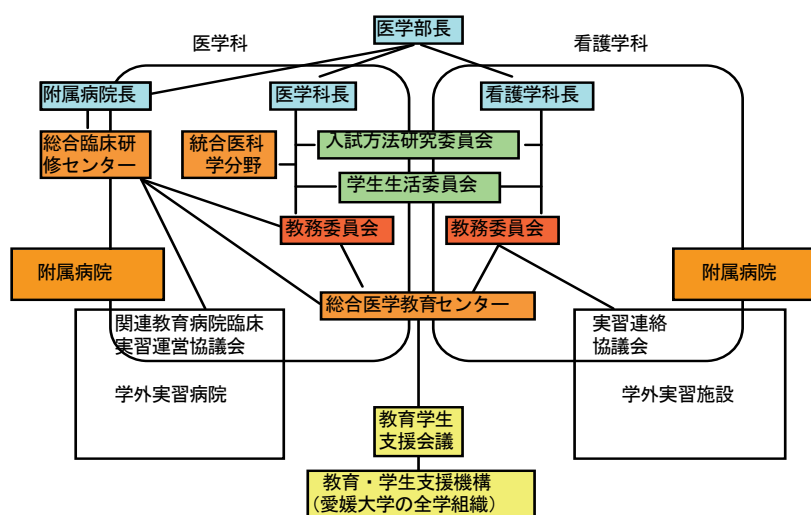 医学部長
医学科
看護学科
附属病院長
医学科長
看護学科長
総合臨床研
修センター
統合医科
学分野
入試方法研究委員会
学生生活委員会
教務委員会
教務委員会
附属病院
附属病院
総合医学教育センター
関連教育病院臨床
実習運営協議会
学外実習病院
実習連絡
協議会
学外実習施設
教育学生
支援会議
教育・学生支援機構
(愛媛大学の全学組織)